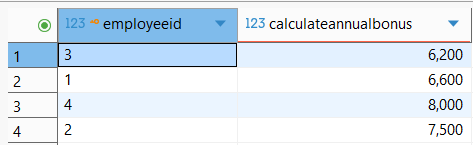 123 employeeid 123 calculateannualbonus
1 3 6,200
2 1 6,600
3 4 8,000
4 2 7,500